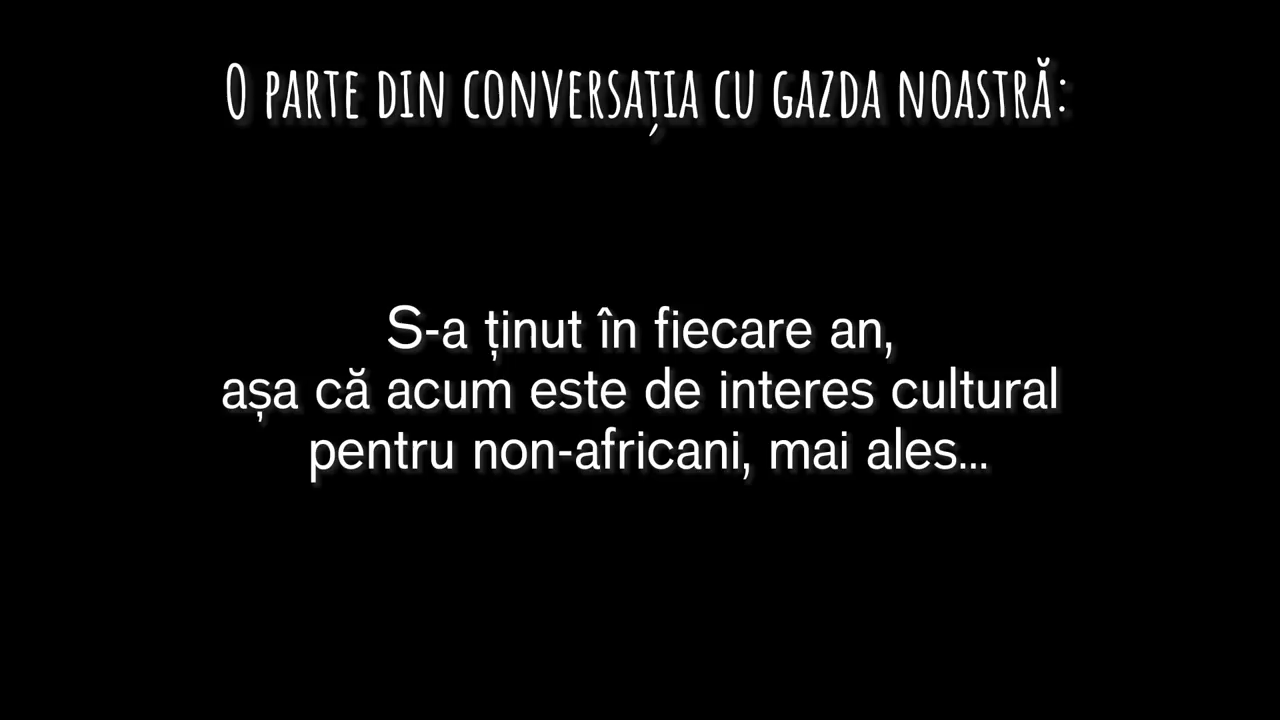 O PARTE DIN CONVERSAȚIA CU GAZDA NOASTRĂ:
S-a ținut în fiecare an,
așa că acum este de interes cultural
pentru non-africani, mai ales...